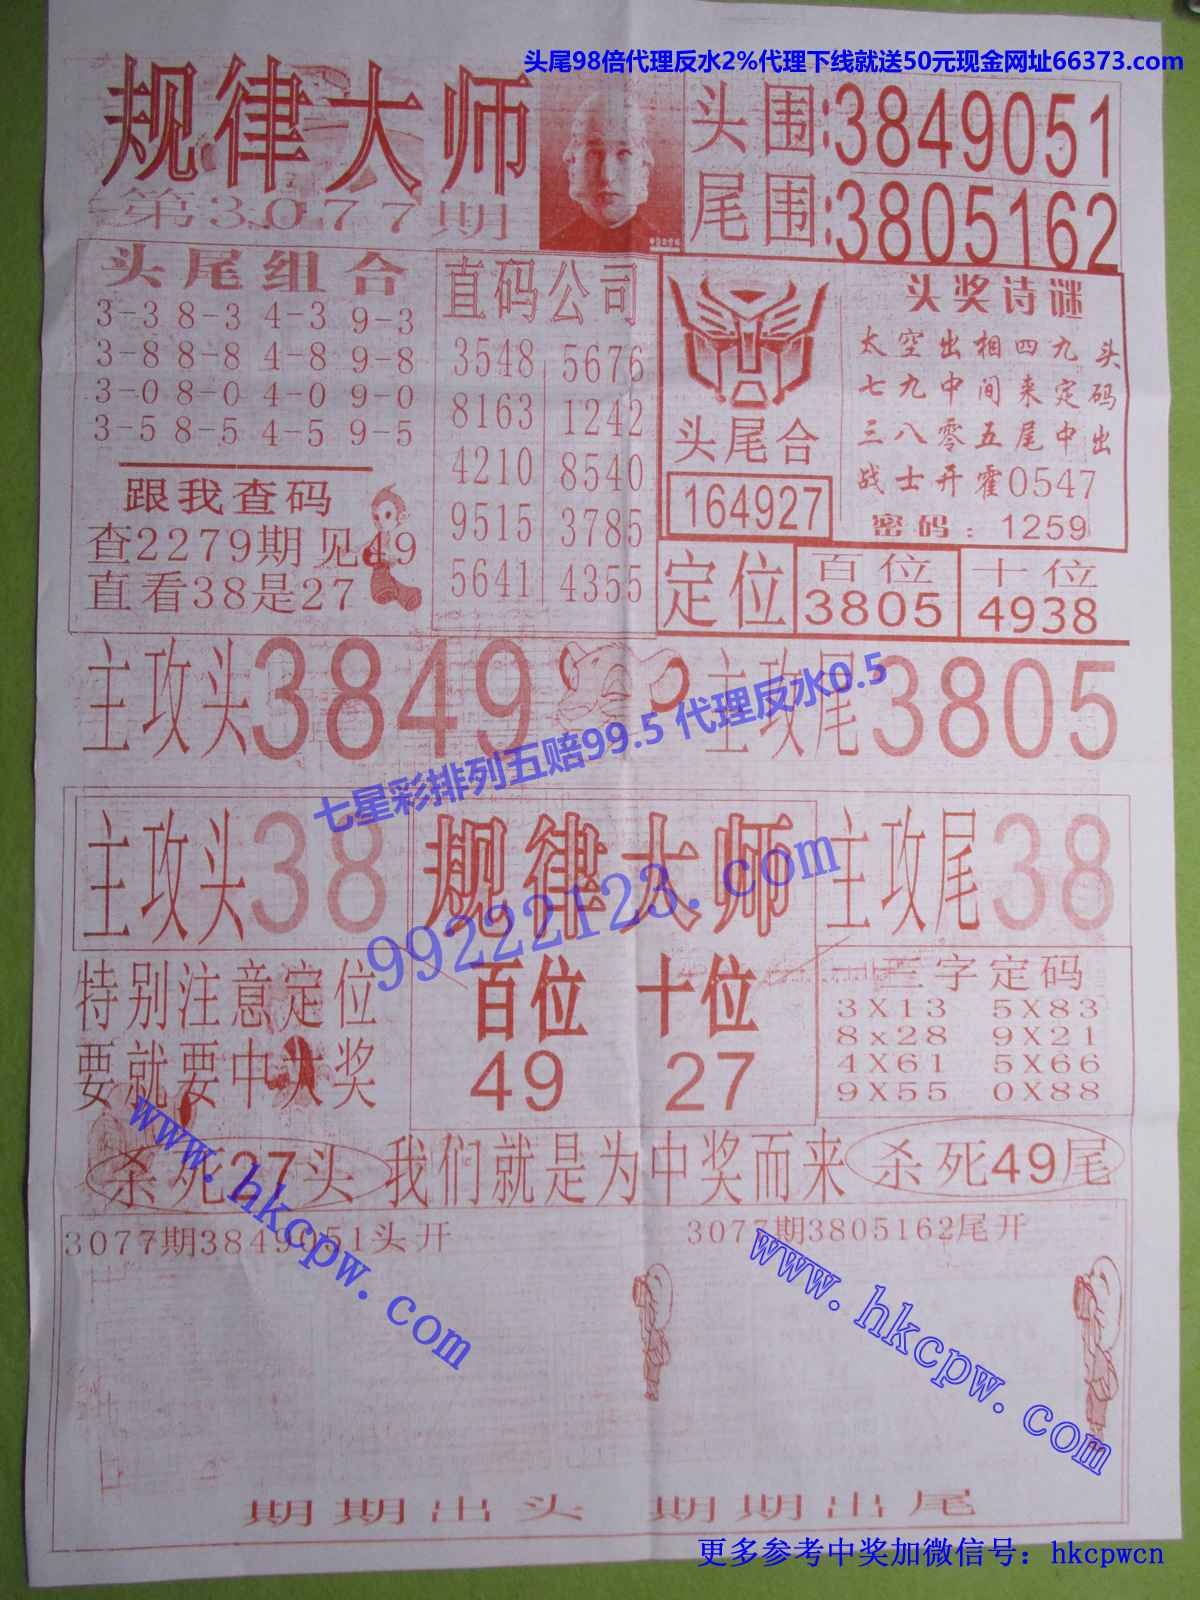 头尾98倍代理反水2%代理下线就送50元现金网址66373.com
规律大师
第3077期
头围:3849051
尾围:3805162
头尾组合
3-3 8-3 4-3 9-3
3-8 8-8 4-8 9-8
3-0 8-0 4-0 9-0
3-5 8-5 4-5 9-5
跟我查码
查2279期见49
直看38是27
直码公司
3548 5676
8163 1242
4210 8540
9515 3785
5641 4355
头尾合
164927
头奖诗谜
太空出相四九头
七九中间来定码
三八零五尾中出
战士开霍0547
密码:1259
定位
百位
3805
十位
4938
主攻头3849
主攻尾3805
七星彩排列五赔99.5 代理反水0.5
99222123.com
主攻头38
规律大师
主攻尾38
特别注意定位
要就要中大奖
百位 十位
49 27
三字定码
3X13 5X83
8x28 9X21
4X61 5X66
9X55 0X88
杀死27头
我们就是为中奖而来
杀死49尾
www.hkcpw.com
3077期3849051头开
3077期3805162尾开
www.hkcpw.com
期期出头 期期出尾
更多参考中奖加微信号：hkcpwcn